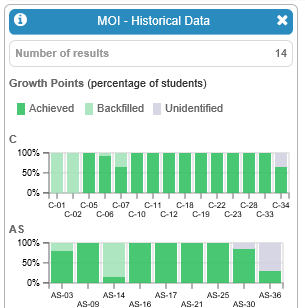 MOI - Historical Data
Number of results 14
Growth Points (percentage of students)
Achieved Backfilled Unidentified
C
100%
50%
0%
C-01 C-05 C-07 C-11 C-18 C-22 C-28 C-34
C-02 C-06 C-10 C-12 C-19 C-23 C-33
AS
100%
50%
0%
AS-03 AS-14 AS-17 AS-25 AS-36
AS-09 AS-16 AS-21 AS-30